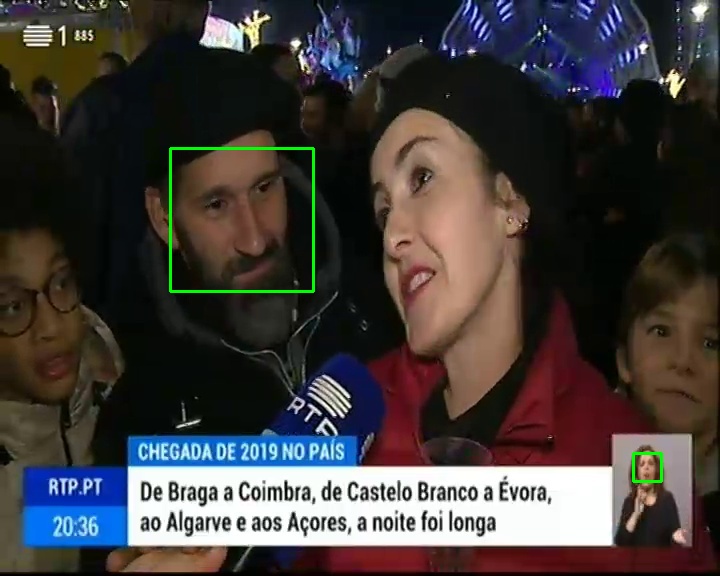 1 885
RTP
CHEGADA DE 2019 NO PAÍS
RTP.PT
De Braga a Coimbra, de Castelo Branco a Évora,
20:36
ao Algarve e aos Açores, a noite foi longa